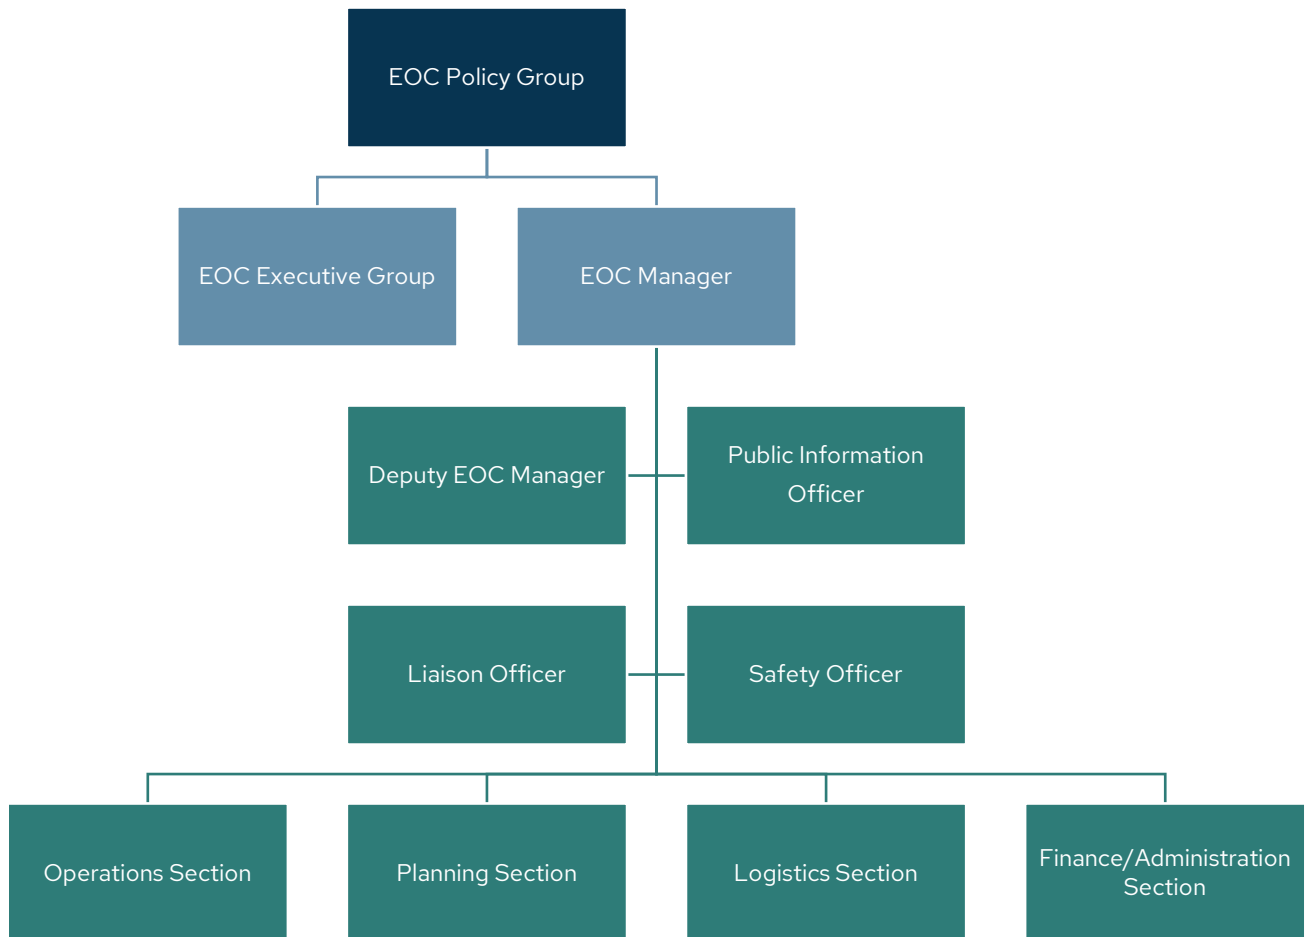 EOC Policy Group
EOC Executive Group
EOC Manager
Deputy EOC Manager
Public Information
Officer
Liaison Officer
Safety Officer
Operations Section
Planning Section
Logistics Section
Finance/Administration
Section